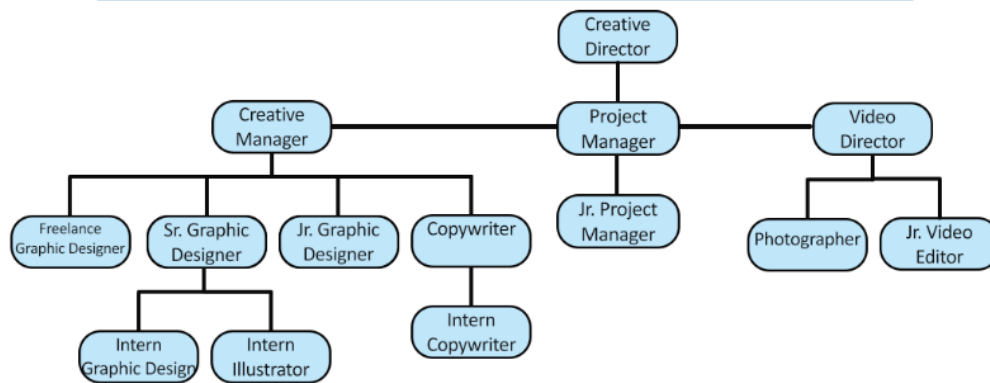 Creative
Director
Creative
Manager
Project
Manager
Video
Director
Freelance
Graphic Designer
Sr. Graphic
Designer
Jr. Graphic
Designer
Copywriter
Jr. Project
Manager
Photographer
Jr. Video
Editor
Intern
Graphic Design
Intern
Illustrator
Intern
Copywriter